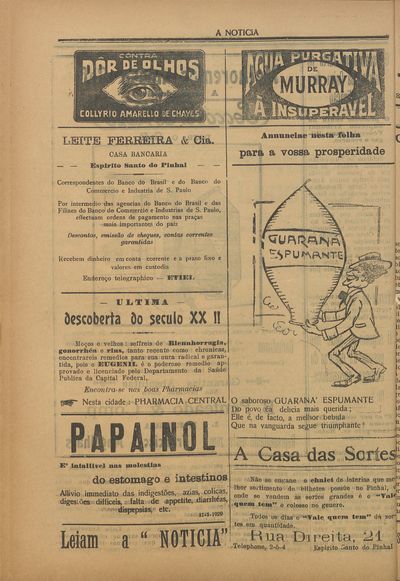 A NOTICIA
CONTRA
DÔR DE OLHOS
COLLYRIO AMARELLO DE CHAVES
LEITE FERREIRA & Cia.
CASA BANCARIA
Espirito Santo do Pinhal
Correspondentes do Banco do Brasil e do Banco do
Commercio e Industria de S. Paulo
Por intermedio das agencias do Banco do Brasil e das
Filiaes do Banco do Commercio e Industria de S. Paulo,
effectuam ordens de pagamento nas praças
mais importantes do paiz
Descontos, emissão de cheques, contas correntes
garantidas
Recebem dinheiro em conta corrente e a prazo fixo e
valores em custodia
Endereço telegraphico — ETIEL
— ULTIMA —
descoberta do seculo XX !!
Moços e velhos: soffreis de Blennhorragia,
gonorrhéa e rins, tanto recente como chronicas,
encontrareis remedios para sua cura radical e garan-
tida, pois o EUGENIL é o poderoso remedio ap-
provado e licenciado pelo Departamento da Saúde
Publica da Capital Federal,
Encontra-se nas boas Pharmacias
Nesta cidade: PHARMACIA CENTRAL
PAPAINOL
E' infallivel nas molestias
do estomago e intestinos
Allivio immediato das indigestões, azias, colicas,
digestões difficeis, falta de appetite, diarrhéas,
dispepsias, etc.
Leiam a "NOTICIA"
AGUA PURGATIVA
DE
MURRAY
A INSUPERAVEL
Annunciae nesta folha
para a vossa prosperidade
GUARANA
ESPUMANTE
O saboroso GUARANA' ESPUMANTE
Do povo éa delicia mais querida;
Elle é, de facto, a melhor bebida
Que na vanguarda segue triumphante!
A Casa das Sortes
Não se engane o chalet de loterias que me-
lhor sortimento de bilhetes possue no Pinhal,
onde se vendem as sortes grandes é o "Vale
quem tem" o colosso no genero.
Todos os dias o "Vale quem tem" dá sor-
tes em quantidade.
Rua Direita, 21
Telephone, 2-6-4 Espirito Santo do Pinhal